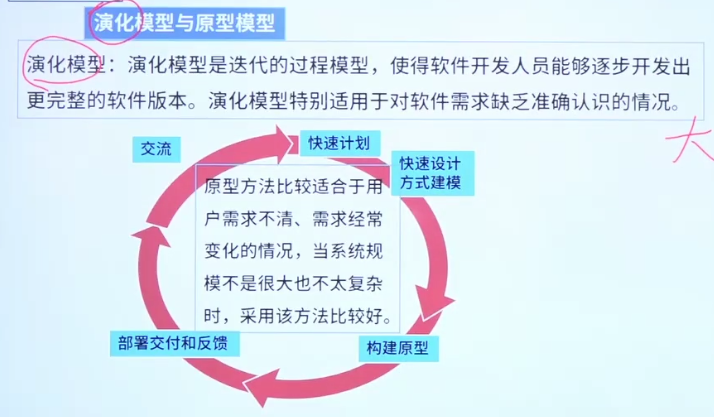 演化模型与原型模型
演化模型：演化模型是迭代的过程模型，使得软件开发人员能够逐步开发出
更完整的软件版本。演化模型特别适用于对软件需求缺乏准确认识的情况。
交流
快速计划
快速设计
方式建模
原型方法比较适合于用
户需求不清、需求经常
变化的情况，当系统规
模不是很大也不太复杂
时，采用该方法比较好。
部署交付和反馈
构建原型
大